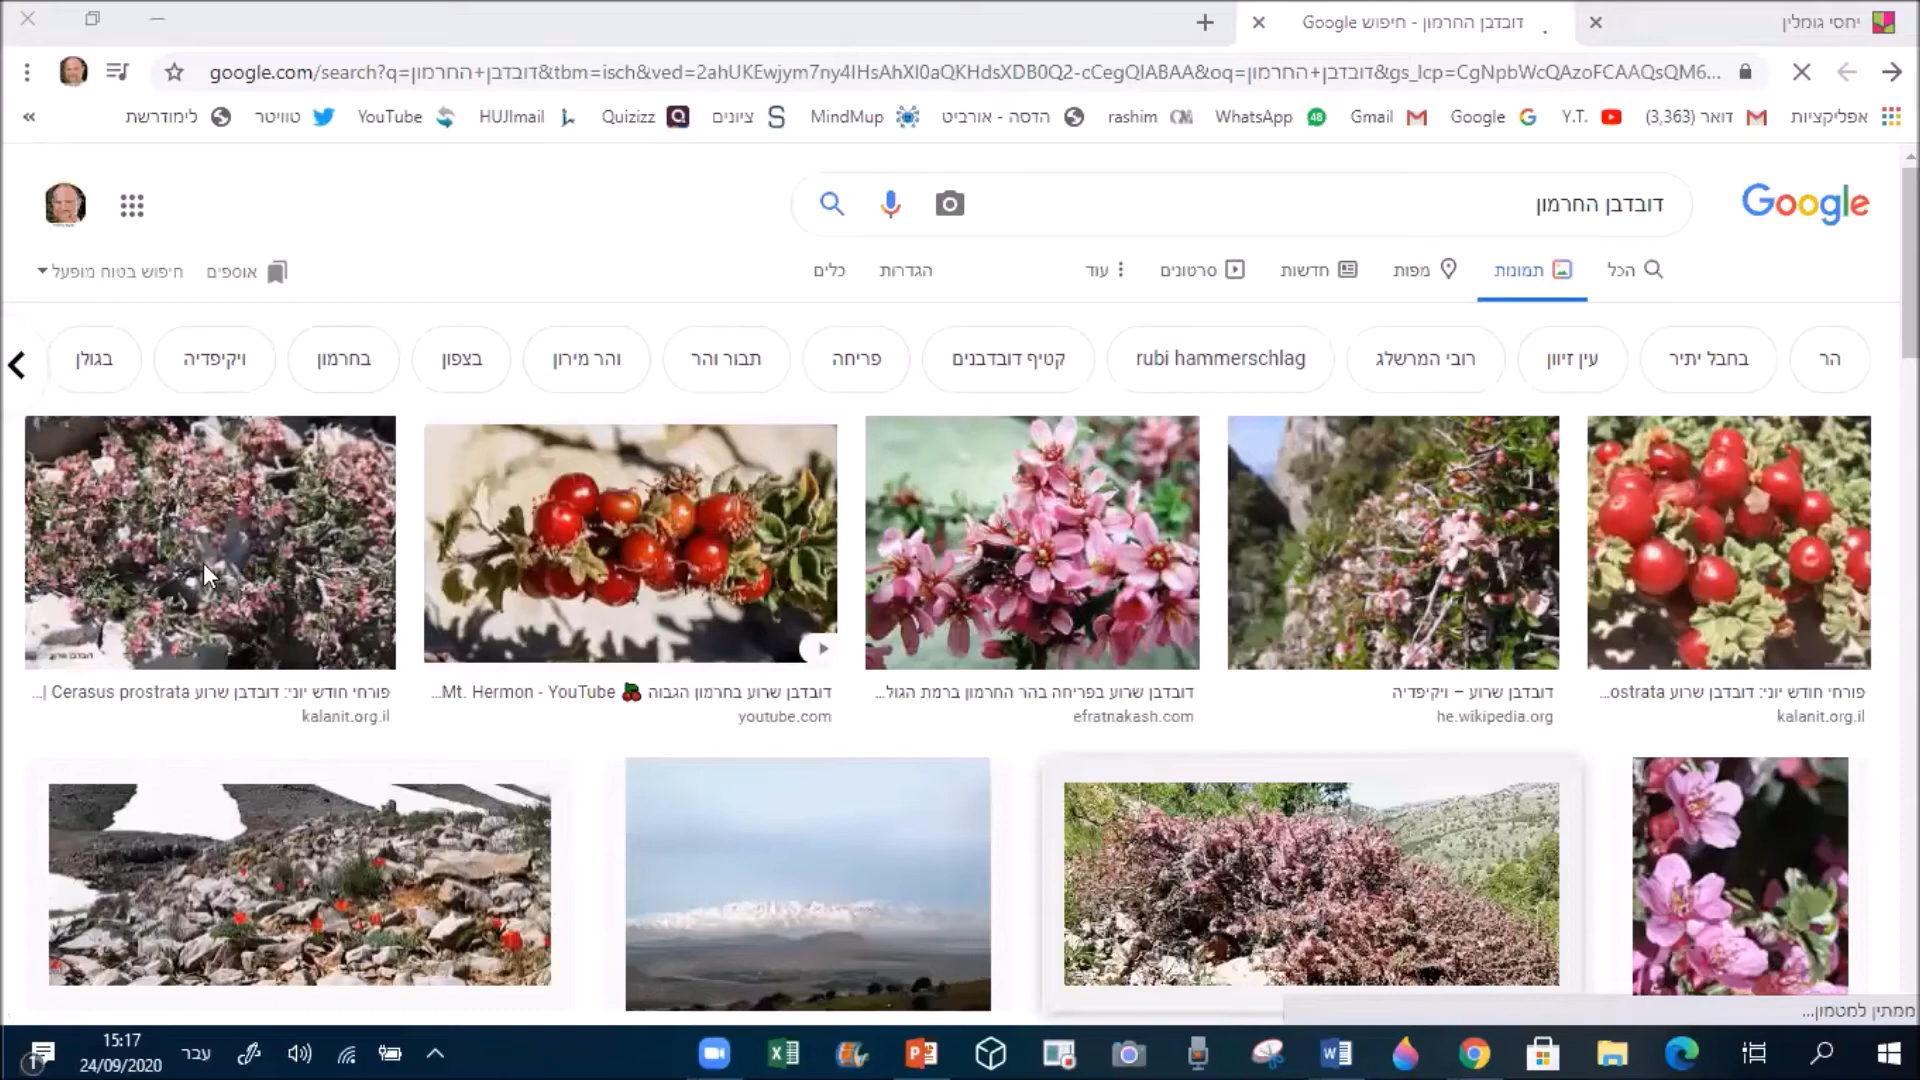 יחסי גומלין
דובדבן החרמון - חיפוש Google
google.com/search?q=דובדבן+החרמון&tbm=isch&ved=2ahUKEwjym7ny4IHsAhXI0aQKHdsXDB0Q2-cCegQIABAA&oq=דובדבן+החרמון&gs_lcp=CgNpbWcQAzoFCAAQsQM6...
אפליקציות דואר (3,363) Y.T. Google Gmail WhatsApp rashim הדסה - אורביט MindMup ציונים Quizizz HUJImail YouTube טוויטר לימודרשת «
48
Google
דובדבן החרמון
הכל תמונות מפות חדשות סרטונים עוד הגדרות כלים אוספים חיפוש בטוח מופעל
הר בחבל יתיר עין זיוון רובי המרשלג rubi hammerschlag קטיף דובדבנים פריחה תבור והר והר מירון בצפון בחרמון ויקיפדיה בגולן
פורחי חודש יוני: דובדבן שרוע ostrata...
kalanit.org.il
דובדבן שרוע – ויקיפדיה
he.wikipedia.org
דובדבן שרוע בפריחה בהר החרמון ברמת הגול...
efratnakash.com
דובדבן שרוע בחרמון הגבוה 🍒 Mt. Hermon - YouTube...
youtube.com
פורחי חודש יוני: דובדבן שרוע Cerasus prostrata |...
kalanit.org.il
ממתין למטמון...
עבר
15:17
24/09/2020
1